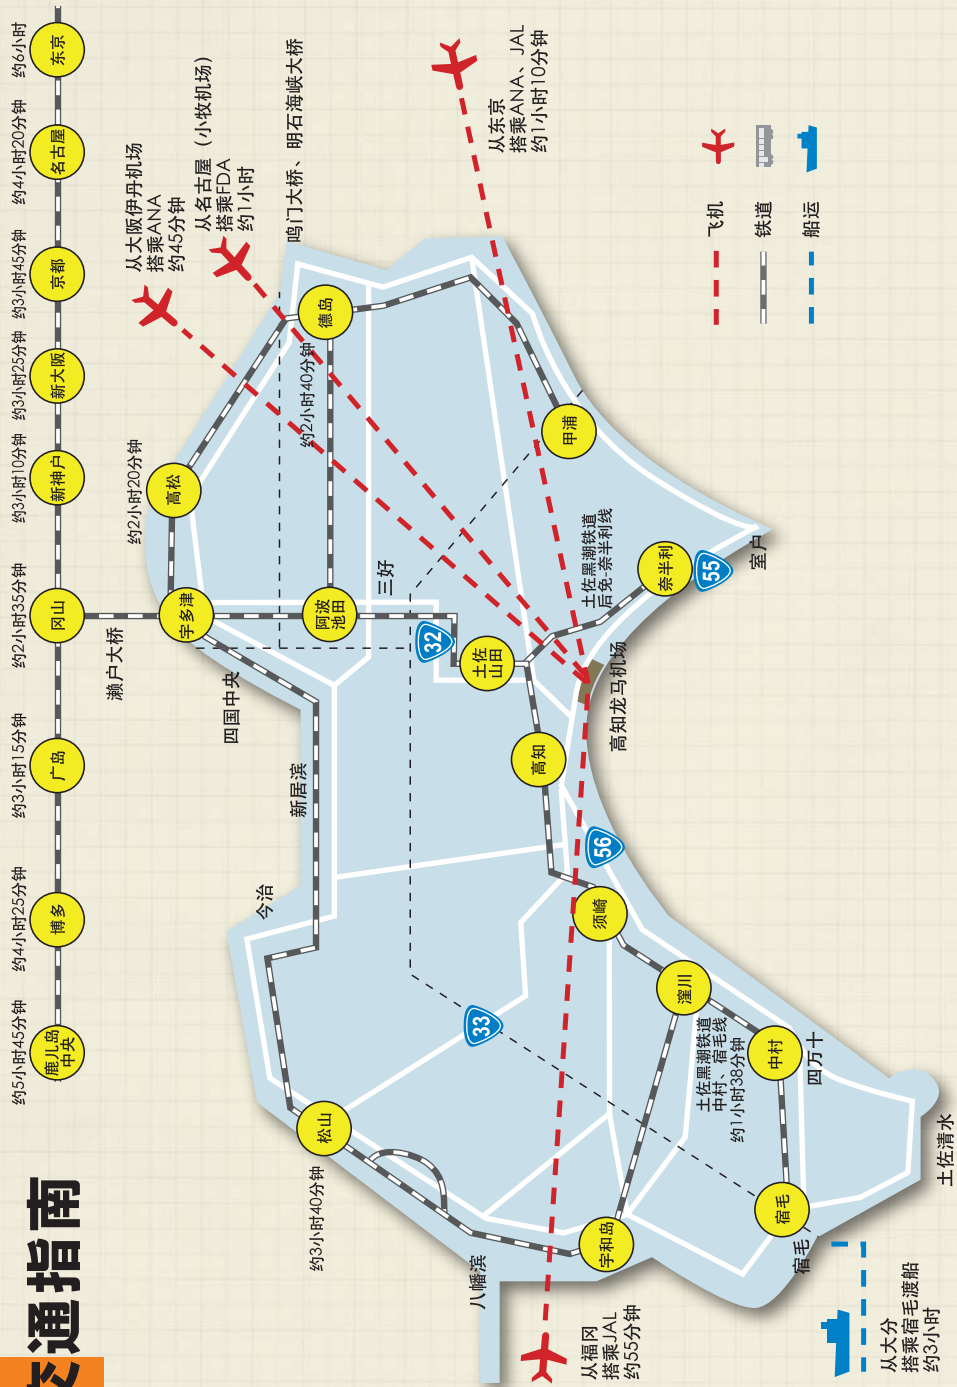 交通指南
约5小时45分钟
约4小时25分钟
约3小时15分钟
约2小时35分钟
约3小时10分钟
约3小时25分钟
约3小时45分钟
约4小时20分钟
约6小时
鹿儿岛
中央
博多
广岛
冈山
新神户
新大阪
京都
名古屋
东京
濑户大桥
约2小时20分钟
从大阪伊丹机场
搭乘ANA
约45分钟
从名古屋（小牧机场）
搭乘FDA
约1小时
鸣门大桥、明石海峡大桥
宇多津
高松
四国中央
今治
新居滨
约3小时40分钟
松山
阿波
池田
约2小时40分钟
德岛
三好
32
33
八幡滨
土佐
山田
从东京
搭乘ANA、JAL
约1小时10分钟
高知
甲浦
56
须崎
宇和岛
土佐黑潮铁道
后免-奈半利线
高知龙马机场
奈半利
55
室户
从福冈
搭乘JAL
约55分钟
窪川
土佐黑潮铁道
中村、宿毛线
约1小时38分钟
中村
四万十
宿毛
宿毛
土佐清水
从大分
搭乘宿毛渡船
约3小时
飞机
铁道
船运